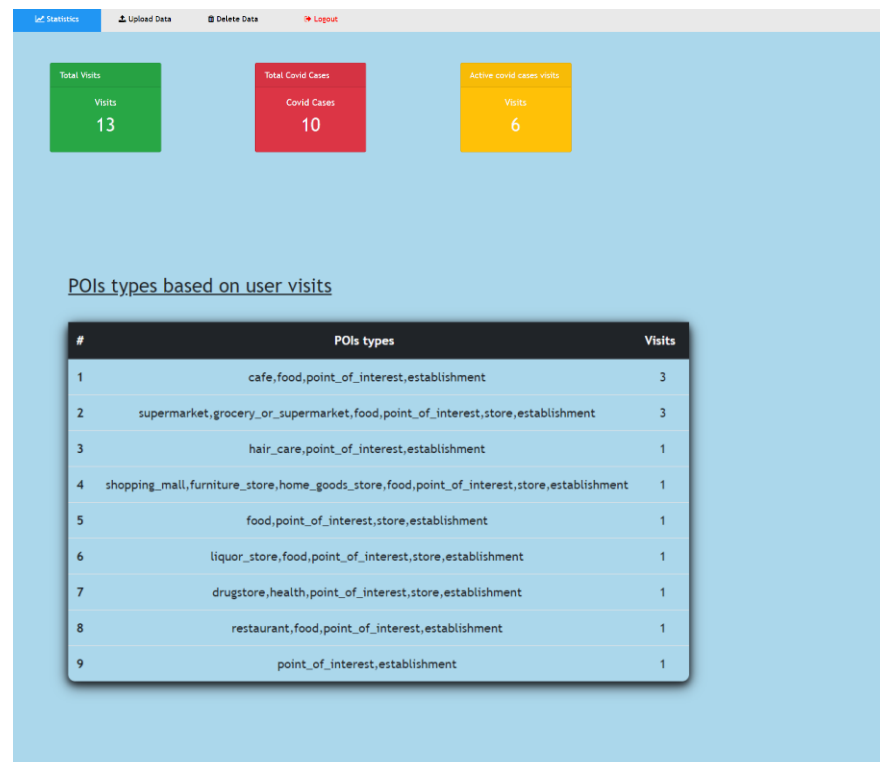 Statistics Upload Data Delete Data Logout
Total Visits Total Covid Cases Active covid cases visits
Visits Covid Cases Visits
13 10 6
POIs types based on user visits
# POIs types Visits
1 cafe,food,point_of_interest,establishment 3
2 supermarket,grocery_or_supermarket,food,point_of_interest,store,establishment 3
3 hair_care,point_of_interest,establishment 1
4 shopping_mall,furniture_store,home_goods_store,food,point_of_interest,store,establishment 1
5 food,point_of_interest,store,establishment 1
6 liquor_store,food,point_of_interest,store,establishment 1
7 drugstore,health,point_of_interest,store,establishment 1
8 restaurant,food,point_of_interest,establishment 1
9 point_of_interest,establishment 1